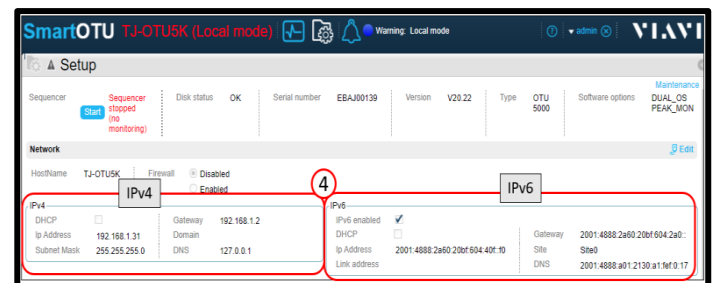 SmartOTU TJ-OTU5K (Local mode) Warning: Local mode admin VIAVI
Setup
Maintenance
Sequencer Start Sequencer stopped (no monitoring) Disk status OK Serial number EBAJ00139 Version V20.22 Type OTU 5000 Software options DUAL_OS PEAK_MON
Network Edit
HostName TJ-OTU5K Firewall Disabled
Enabled
IPv4 4 IPv6
IPv4 IPv6
DHCP Gateway 192.168.1.2 IPv6 enabled
Ip Address 192.168.1.31 Domain DHCP Gateway 2001:4888:2a60:20bf:604:2a0::
Subnet Mask 255.255.255.0 DNS 127.0.0.1 Ip Address 2001:4888:2a60:20bf:604:40f::f0 Site Site0
Link address DNS 2001:4888:a01:2130:a1:fef:0:17